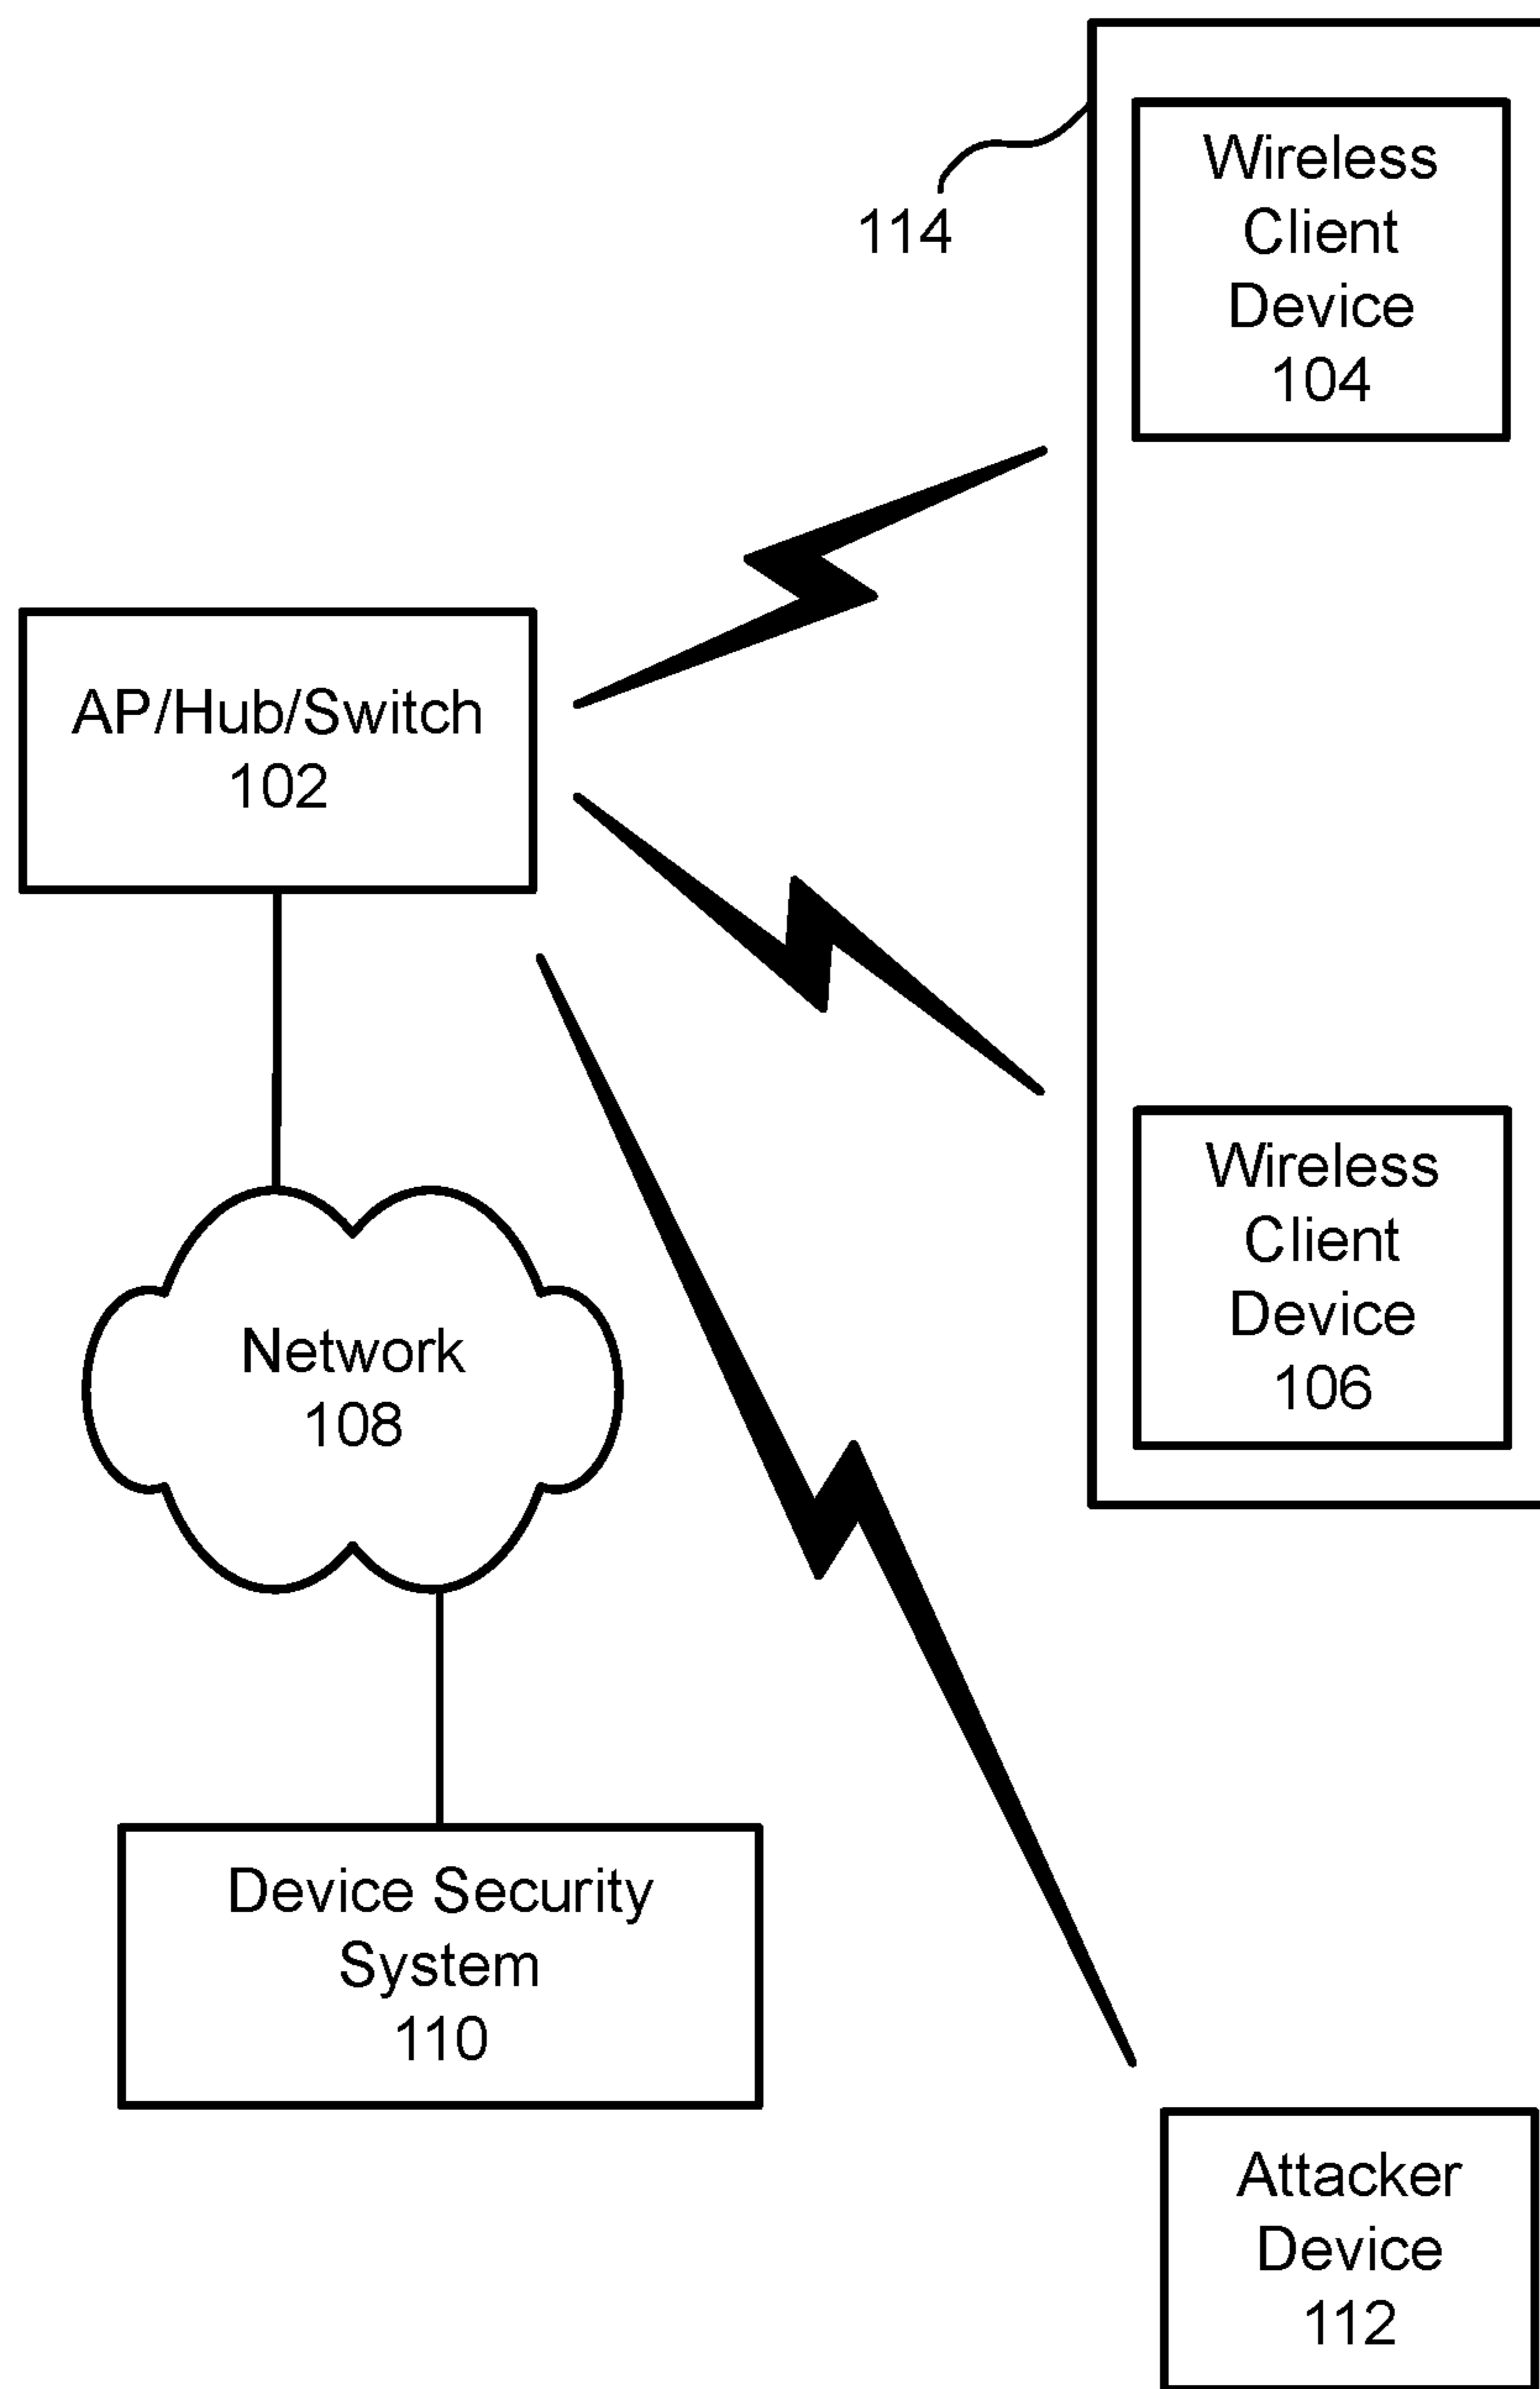 Wireless
Client
Device
104
114
AP/Hub/Switch
102
Wireless
Client
Device
106
Network
108
Device Security
System
110
Attacker
Device
112